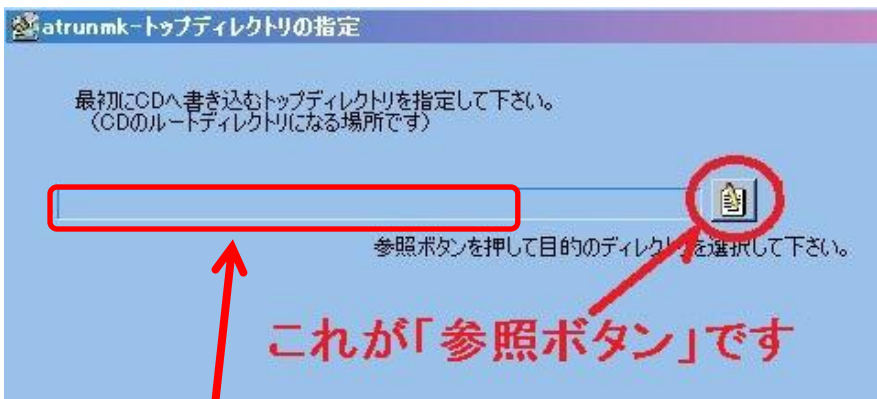 atrunmk-トップディレクトリの指定
最初にCDへ書き込むトップディレクトリを指定して下さい。
（CDのルートディレクトリになる場所です）
参照ボタンを押して目的のディレクトリを選択して下さい。
これが「参照ボタン」です